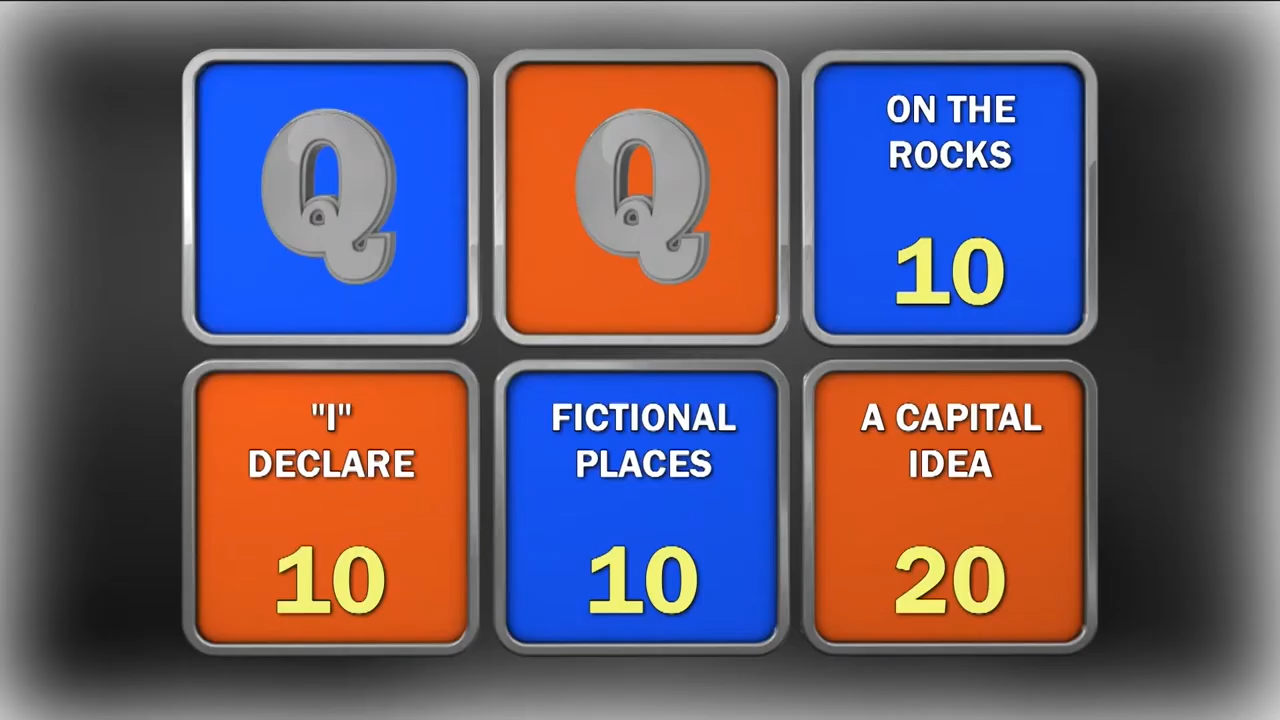 Q
Q
ON THE
ROCKS
10
"I"
DECLARE
10
FICTIONAL
PLACES
10
A CAPITAL
IDEA
20